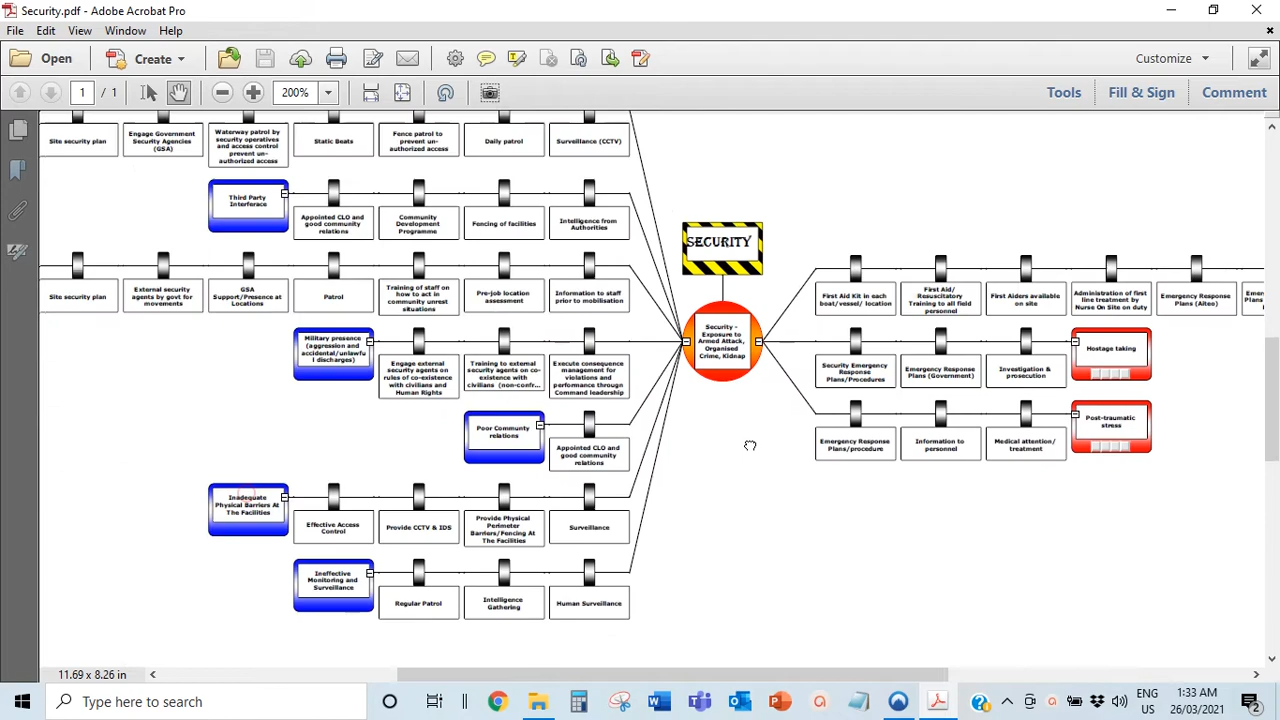 Security.pdf - Adobe Acrobat Pro
File Edit View Window Help
Open Create Customize
1 / 1 200% Tools Fill & Sign Comment
Site security plan
Engage Government
Security Agencies
(GSA)
Waterway patrol by
security operatives
and access control
prevent un-
authorized access
Static Beats
Fence patrol to
prevent un-
authorized access
Daily patrol
Surveillance (CCTV)
Third Party
Interferace
Appointed CLO and
good community
relations
Community
Development
Programme
Fencing of facilities
Intelligence from
Authorities
Site security plan
External security
agents by govt for
movements
GSA
Support/Presence at
Locations
Patrol
Training of staff on
how to act in
community unrest
situations
Pre-job location
assessment
Information to staff
prior to mobilisation
Military presence
(aggression and
accidental/unlawfu
l discharges)
Engage external
security agents on
rules of co-existence
with civilians and
Human Rights
Training to external
security agents on co-
existence with
civilians (non-confr...
Execute consequence
management for
violations and
performance through
Command leadership
Poor Communty
relations
Appointed CLO and
good community
relations
Inadequate
Physical Barriers At
The Facilities
Effective Access
Control
Provide CCTV & IDS
Provide Physical
Perimeter
Barriers/Fencing At
The Facilities
Surveillance
Ineffective
Monitoring and
Surveillance
Regular Patrol
Intelligence
Gathering
Human Surveillance
SECURITY
Security -
Exposure to
Armed Attack,
Organised
Crime, Kidnap
First Aid Kit in each
boat/vessel/ location
First Aid/
Resuscitatory
Training to all field
personnel
First Aiders available
on site
Administration of first
line treatment by
Nurse On Site on duty
Emergency Response
Plans (Aiteo)
Security Emergency
Response
Plans/Procedures
Emergency Response
Plans (Government)
Investigation &
prosecution
Hostage taking
Emergency Response
Plans/procedure
Information to
personnel
Medical attention/
treatment
Post-traumatic
stress
11.69 x 8.26 in
Type here to search
ENG
US
1:33 AM
26/03/2021
2